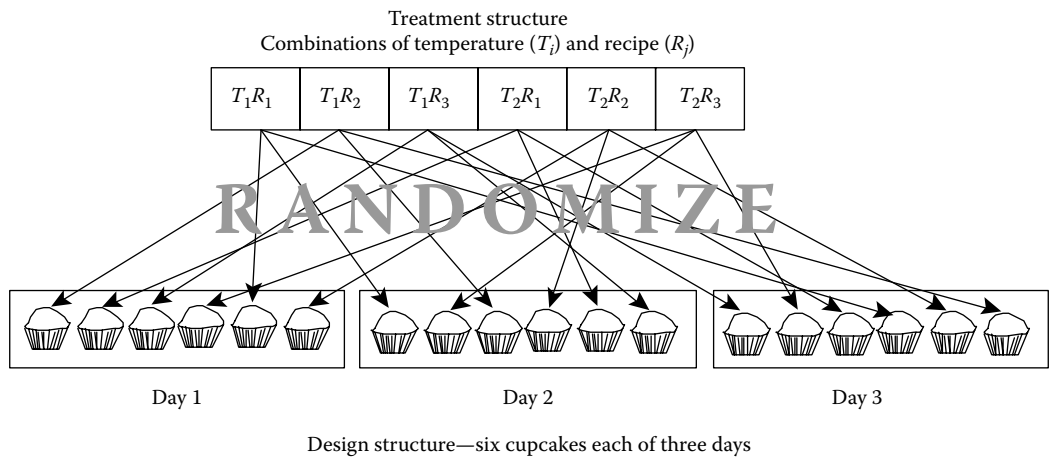 Treatment structure
Combinations of temperature (Tᵢ) and recipe (Rⱼ)
T₁R₁ T₁R₂ T₁R₃ T₂R₁ T₂R₂ T₂R₃
RANDOMIZE
Day 1 Day 2 Day 3
Design structure—six cupcakes each of three days